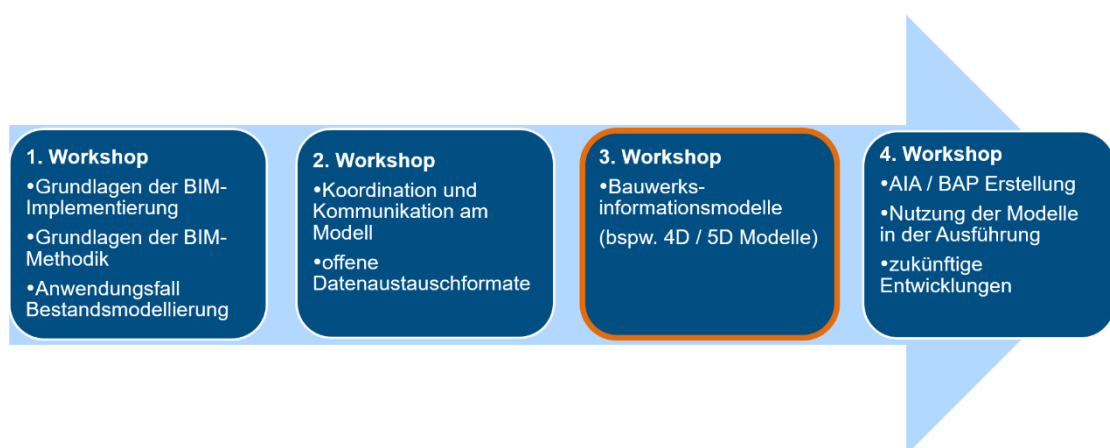 1. Workshop
•Grundlagen der BIM-
Implementierung
•Grundlagen der BIM-
Methodik
•Anwendungsfall
Bestandsmodellierung
2. Workshop
•Koordination und
Kommunikation am
Modell
•offene
Datenaustauschformate
3. Workshop
•Bauwerks-
informationsmodelle
(bspw. 4D / 5D Modelle)
4. Workshop
•AIA / BAP Erstellung
•Nutzung der Modelle
in der Ausführung
•zukünftige
Entwicklungen